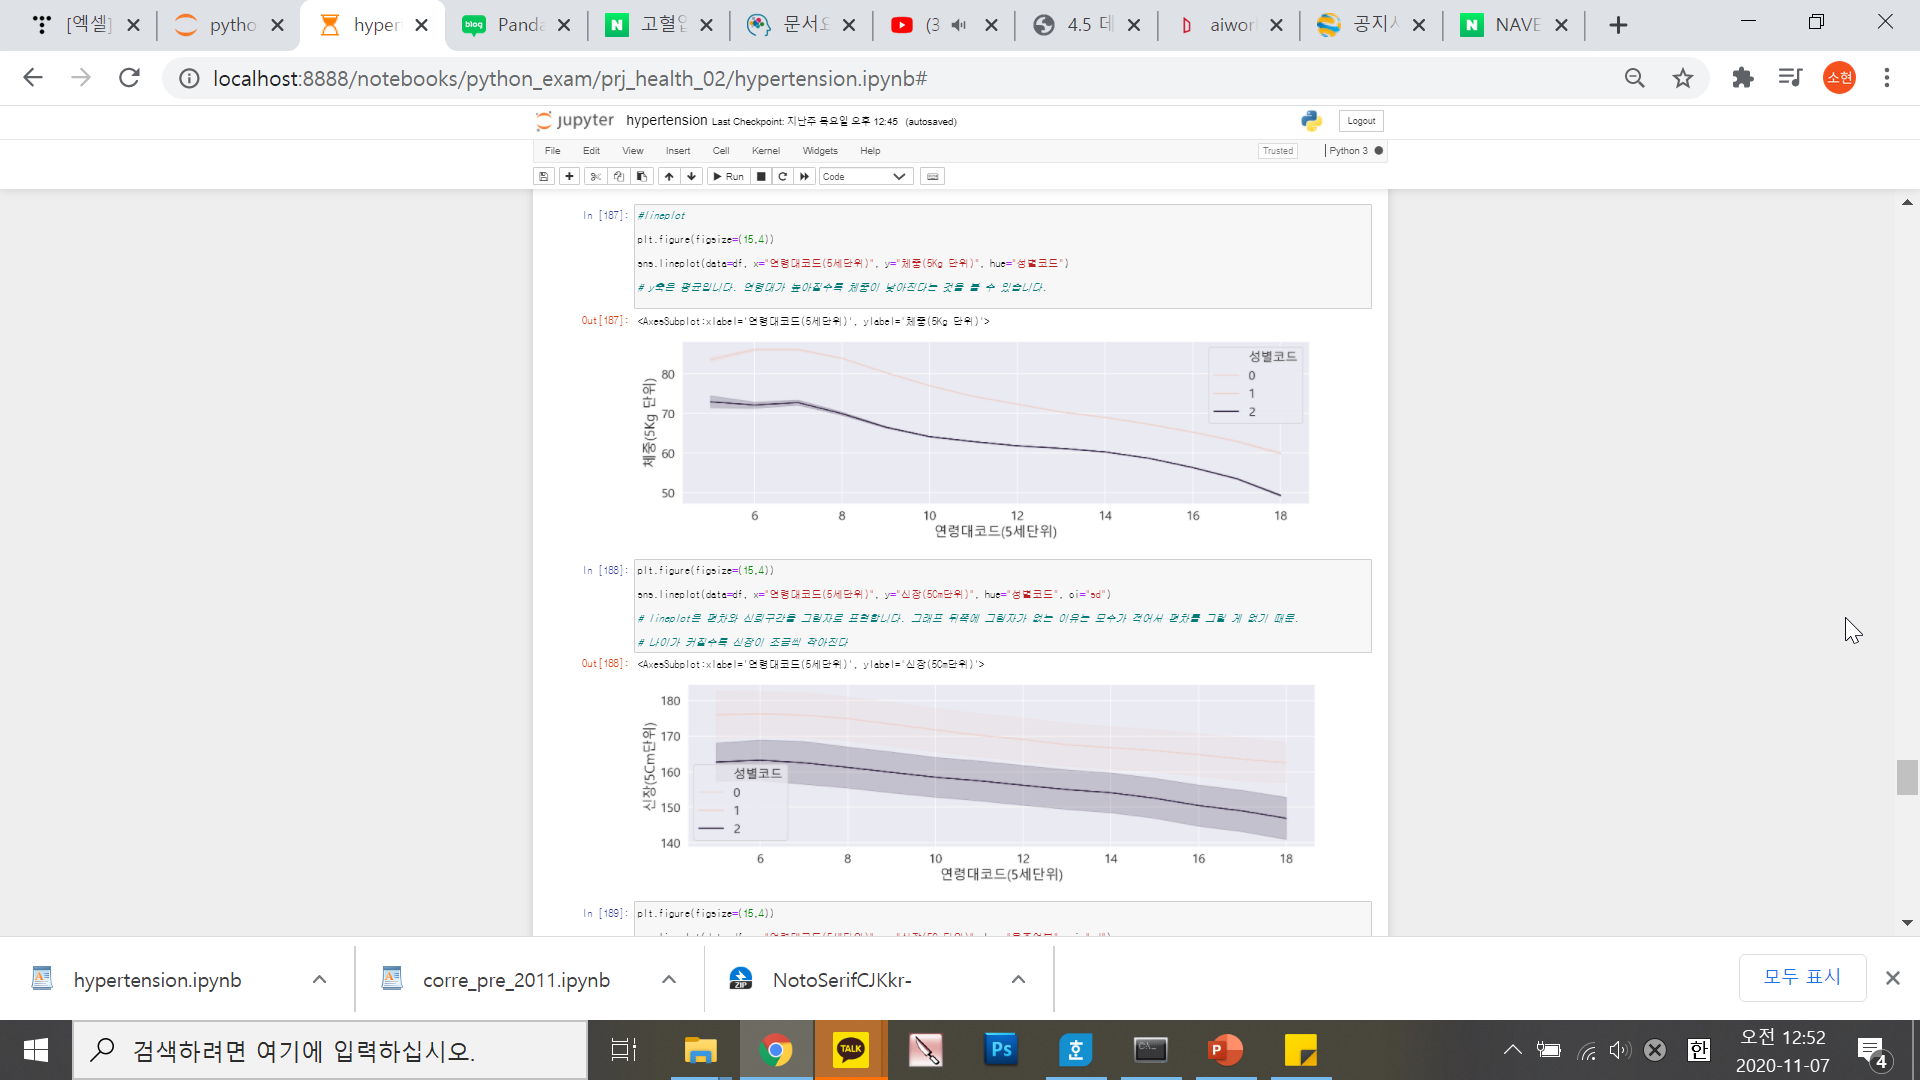 [엑셀]
pytho
hyper
Panda
고혈압
문서요
(3
4.5 데
aiwor
공지사
NAVE
localhost:8888/notebooks/python_exam/prj_health_02/hypertension.ipynb#
소현
jupyter hypertension Last Checkpoint: 지난주 목요일 오후 12:45 (autosaved)
Logout
File Edit View Insert Cell Kernel Widgets Help
Trusted Python 3
Run Code
In [187]: #lineplot
plt.figure(figsize=(15,4))
sns.lineplot(data=df, x="연령대코드(5세단위)", y="체중(5Kg 단위)", hue="성별코드")
# y축은 평균입니다. 연령대가 높아질수록 체중이 낮아진다는 것을 볼 수 있습니다.
Out[187]: <AxesSubplot:xlabel='연령대코드(5세단위)', ylabel='체중(5Kg 단위)'>
체중(5Kg 단위)
80
70
60
50
성별코드
0
1
2
6 8 10 12 14 16 18
연령대코드(5세단위)
In [188]: plt.figure(figsize=(15,4))
sns.lineplot(data=df, x="연령대코드(5세단위)", y="신장(5Cm단위)", hue="성별코드", ci="sd")
# lineplot은 편차와 신뢰구간을 그림자로 표현합니다. 그래프 뒤쪽에 그림자가 없는 이유는 모수가 적어서 편차를 그릴 게 없기 때문.
# 나이가 커질수록 신장이 조금씩 작아진다
Out[188]: <AxesSubplot:xlabel='연령대코드(5세단위)', ylabel='신장(5Cm단위)'>
신장(5Cm단위)
180
170
160
150
140
성별코드
0
1
2
6 8 10 12 14 16 18
연령대코드(5세단위)
In [189]: plt.figure(figsize=(15,4))
hypertension.ipynb
corre_pre_2011.ipynb
ZIP
NotoSerifCJKkr-
모두 표시
검색하려면 여기에 입력하십시오.
TALK
Ps
호
P
한
오전 12:52
2020-11-07
4